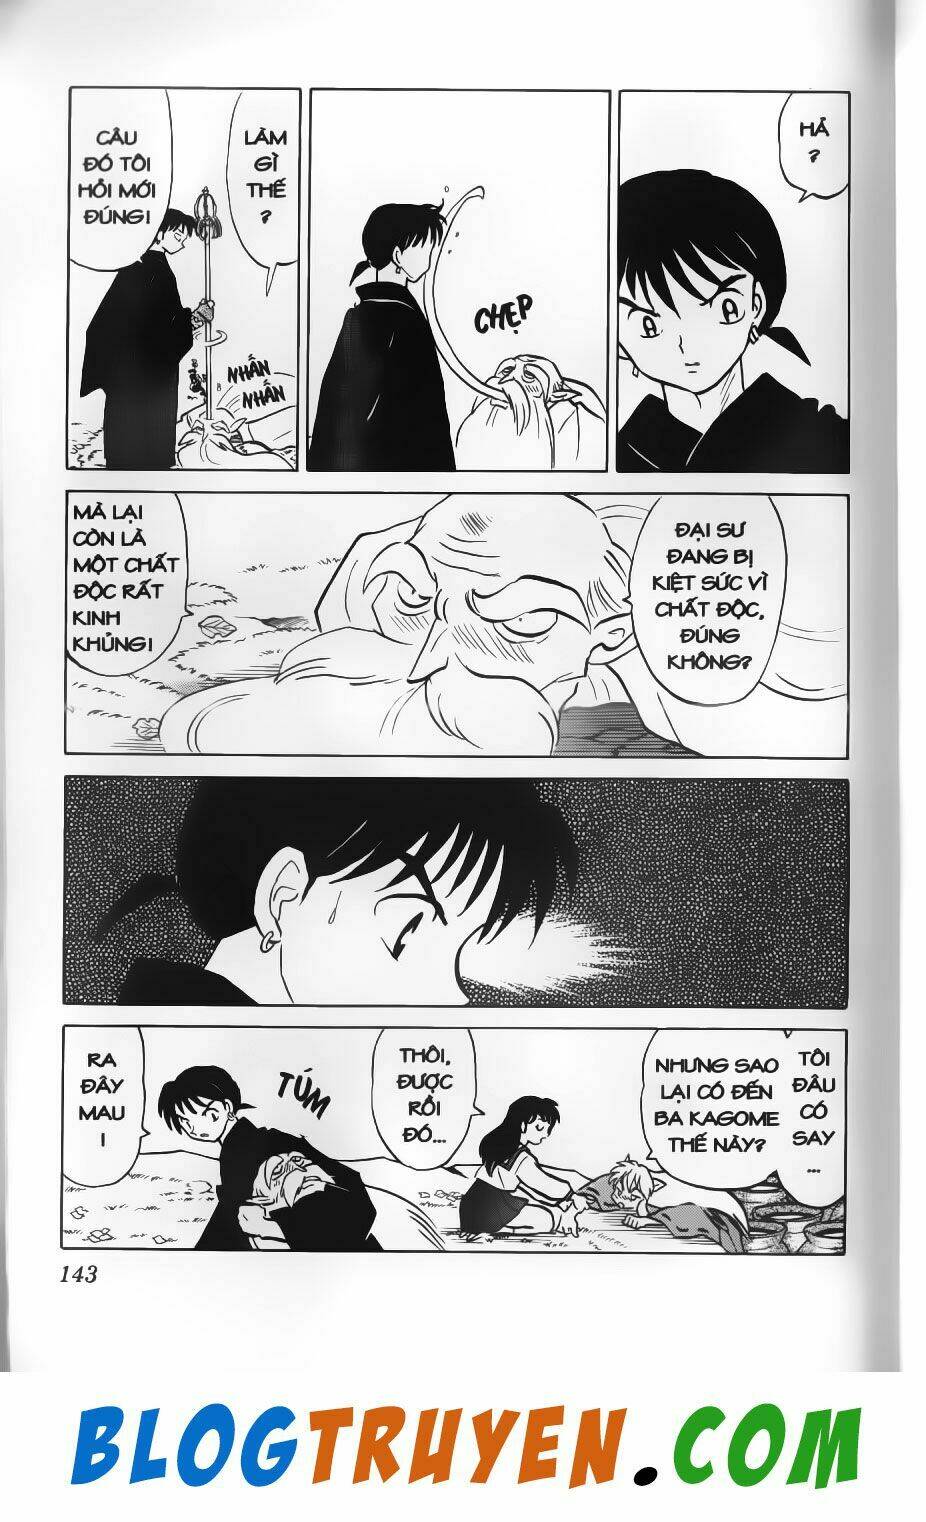 HẢ
?
CHẸP
LÀM
GÌ
THẾ
?
CÂU
ĐÓ TÔI
HỎI MỚI
ĐÚNG!
NHẤN
NHẤN
ĐẠI SƯ
ĐANG BỊ
KIỆT SỨC VÌ
CHẤT ĐỘC,
ĐÚNG
KHÔNG?
MÀ LẠI
CÒN LÀ
MỘT CHẤT
ĐỘC RẤT
KINH
KHỦNG!
TÔI
ĐÂU
CÓ
SAY
...
NHƯNG SAO
LẠI CÓ ĐẾN
BA KAGOME
THẾ NÀY?
THÔI,
ĐƯỢC
RỒI
ĐÓ...
TÚM
RA
ĐÂY
MAU
!
143
BLOGTRUYEN.COM